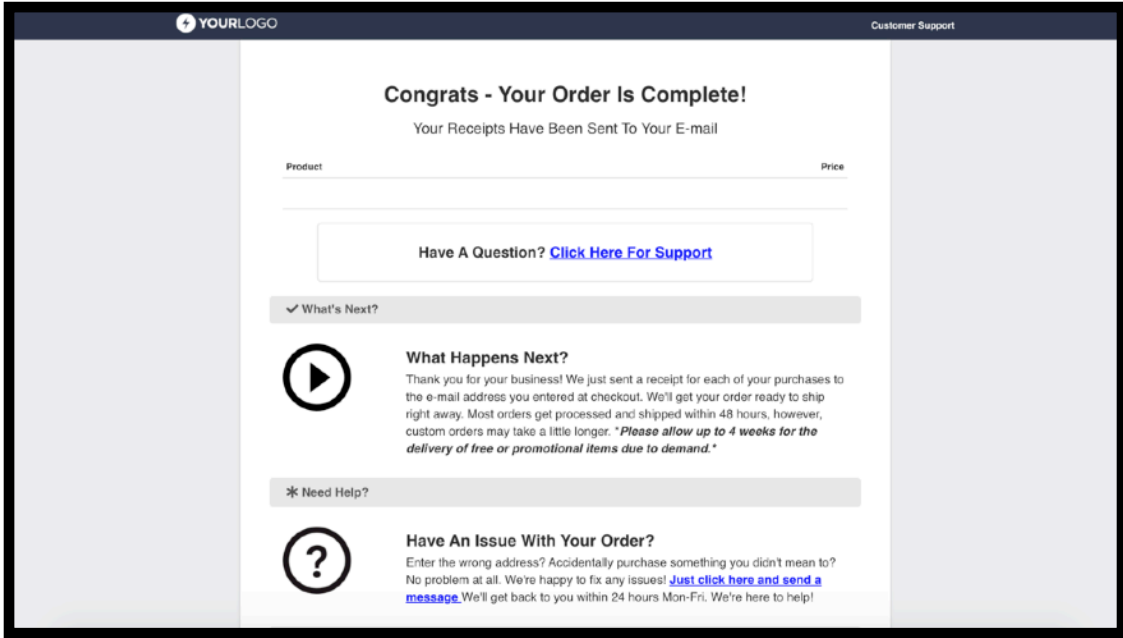 YOURLOGO
Customer Support
Congrats - Your Order Is Complete!
Your Receipts Have Been Sent To Your E-mail
Product Price
Have A Question? Click Here For Support
What's Next?
What Happens Next?
Thank you for your business! We just sent a receipt for each of your purchases to
the e-mail address you entered at checkout. We'll get your order ready to ship
right away. Most orders get processed and shipped within 48 hours, however,
custom orders may take a little longer. *Please allow up to 4 weeks for the
delivery of free or promotional items due to demand.*
Need Help?
?
Have An Issue With Your Order?
Enter the wrong address? Accidentally purchase something you didn't mean to?
No problem at all. We're happy to fix any issues! Just click here and send a
message We'll get back to you within 24 hours Mon-Fri. We're here to help!